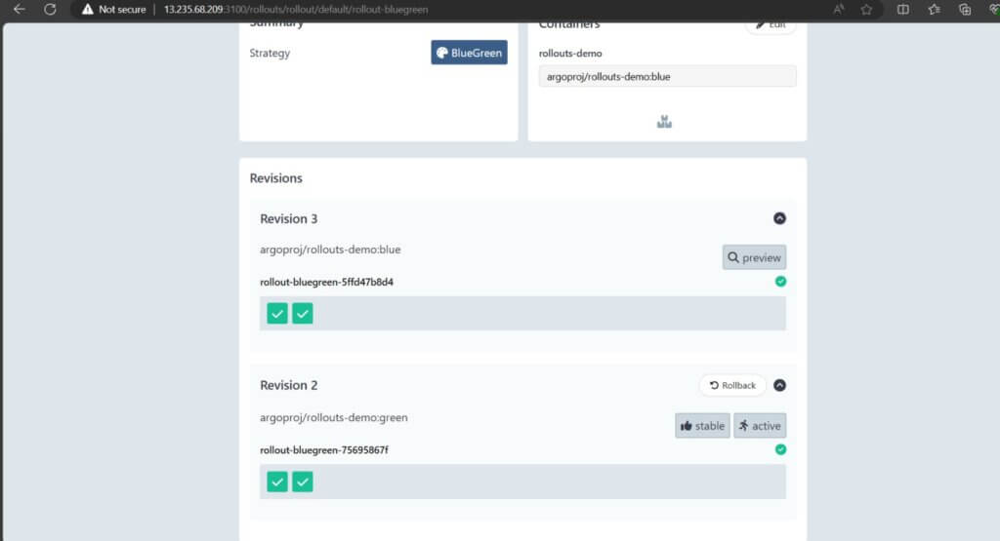 Not secure | 13.235.68.209:3100/rollouts/rollout/default/rollout-bluegreen
Summary
Strategy
BlueGreen
Containers
Edit
rollouts-demo
argoproj/rollouts-demo:blue
Revisions
Revision 3
argoproj/rollouts-demo:blue
preview
rollout-bluegreen-5ffd47b8d4
Revision 2
Rollback
argoproj/rollouts-demo:green
stable
active
rollout-bluegreen-75695867f